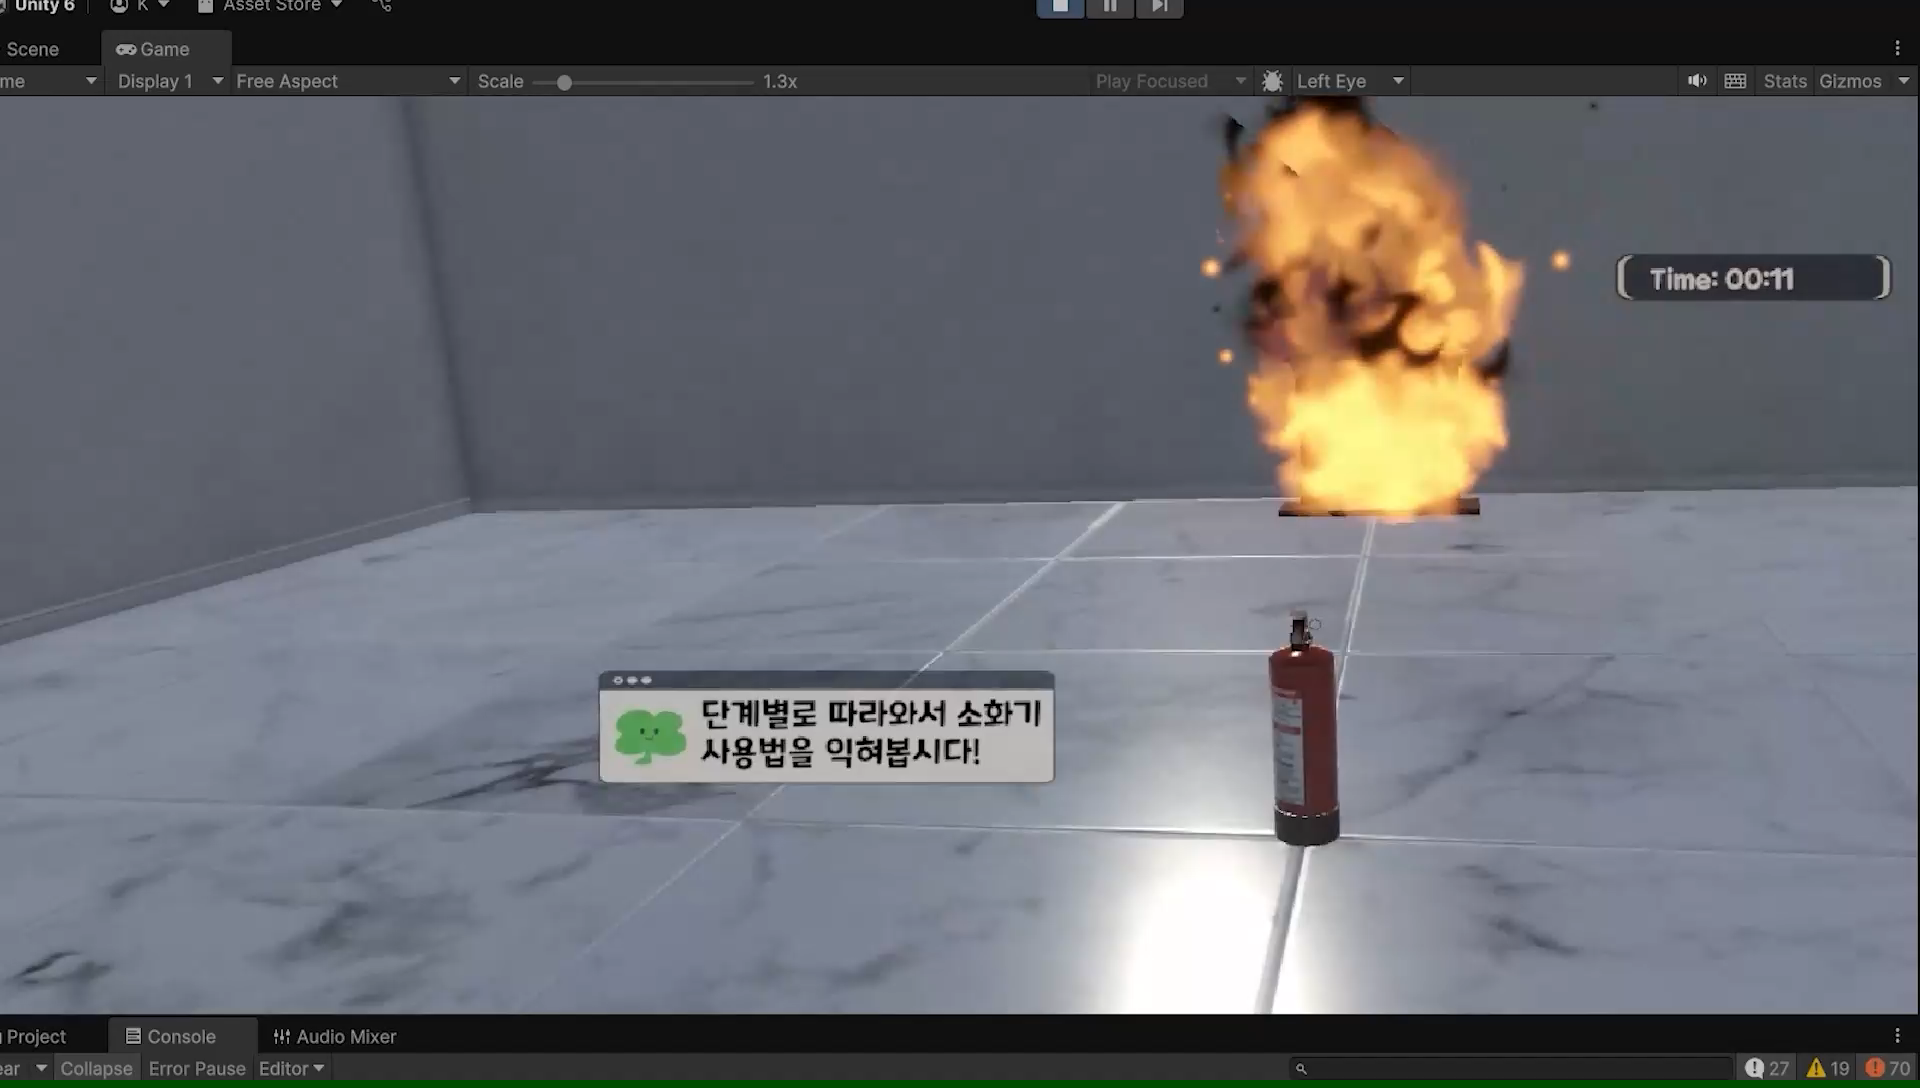 Unity 6 K Asset Store
Scene Game
me Display 1 Free Aspect Scale 1.3x Play Focused Left Eye Stats Gizmos
Time: 00:11
단계별로 따라와서 소화기
사용법을 익혀봅시다!
Project Console Audio Mixer
ear Collapse Error Pause Editor 27 19 70